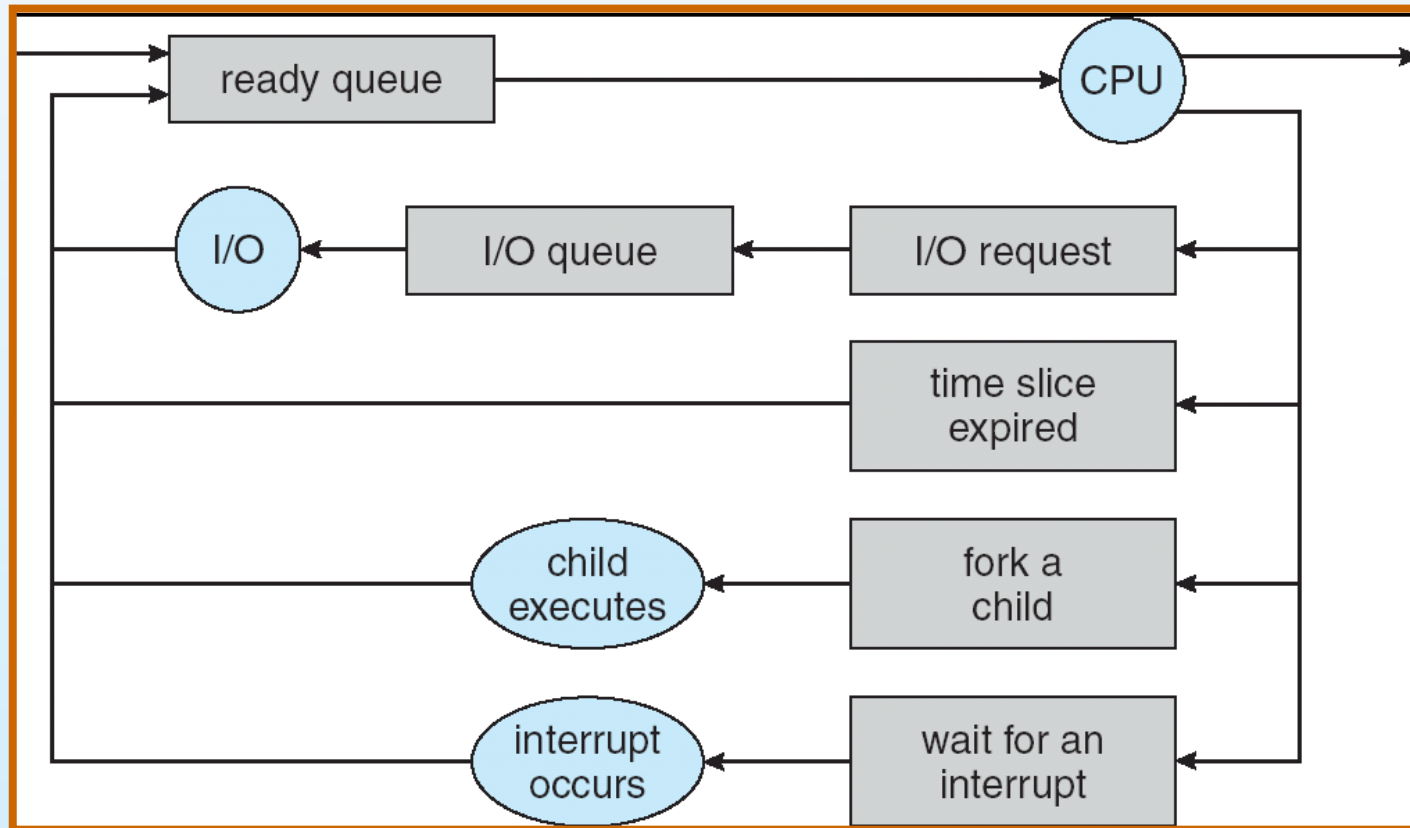 ready queue
CPU
I/O
I/O queue
I/O request
time slice
expired
child
executes
fork a
child
interrupt
occurs
wait for an
interrupt